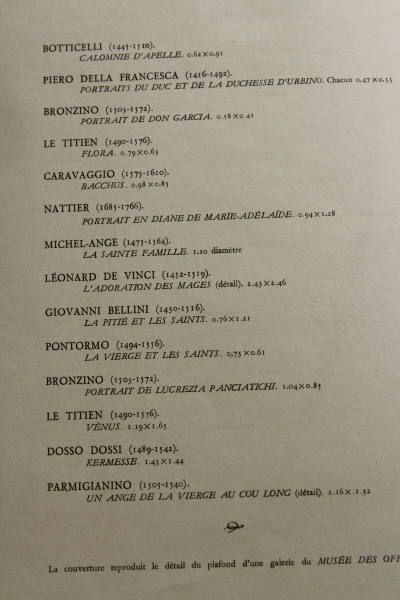 BOTTICELLI (1445-1510).
CALOMNIE D'APELLE. 0.62×0.91
PIERO DELLA FRANCESCA (1416-1492).
PORTRAITS DU DUC ET DE LA DUCHESSE D'URBINO. Chacun 0.47×0.33
BRONZINO (1503-1572).
PORTRAIT DE DON GARCIA. 0.58×0.41
LE TITIEN (1490-1576).
FLORA. 0.79×0.63
CARAVAGGIO (1573-1610).
BACCHUS. 0.98×0.85
NATTIER (1685-1766).
PORTRAIT EN DIANE DE MARIE-ADÉLAÏDE. 0.94×1.28
MICHEL-ANGE (1475-1564).
LA SAINTE FAMILLE. 1.20 diamètre
LÉONARD DE VINCI (1452-1519).
L'ADORATION DES MAGES (détail). 2.43×2.46
GIOVANNI BELLINI (1430-1516).
LA PITIÉ ET LES SAINTS. 0.76×1.21
PONTORMO (1494-1556).
LA VIERGE ET LES SAINTS. 0,73×0.61
BRONZINO (1503-1572).
PORTRAIT DE LUCREZIA PANCIATICHI. 1.04×0.85
LE TITIEN (1490-1576).
VÉNUS. 1.19×1.65
DOSSO DOSSI (1489-1542).
KERMESSE. 1.43×1.44
PARMIGIANINO (1503-1540).
UN ANGE DE LA VIERGE AU COU LONG (détail). 2.16×1.32
La couverture reproduit le détail du plafond d'une galerie du MUSÉE DES OFF